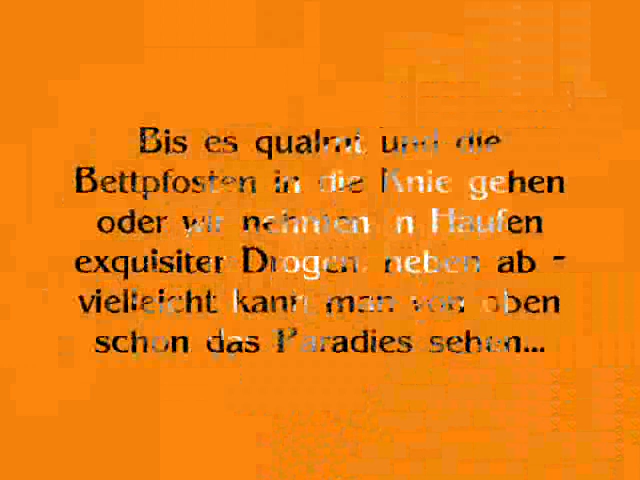 Bis es qualmt und die
Bettpfosten in die Knie gehen
oder wir nehmen 'n Haufen
exquisiter Drogen, heben ab -
vielleicht kann man von oben
schon das Paradies sehen...